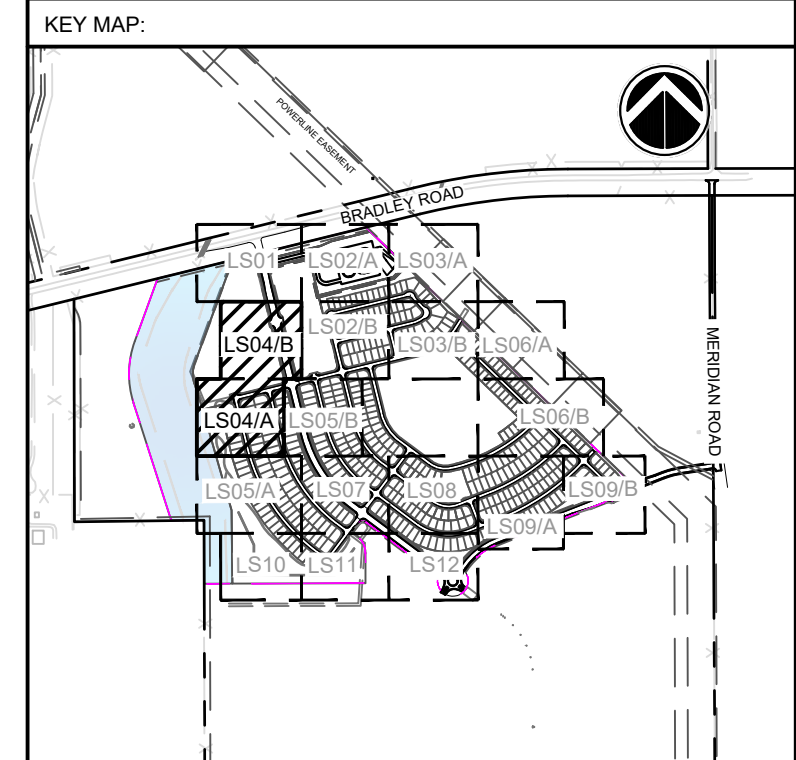 KEY MAP:
POWERLINE EASEMENT
BRADLEY ROAD
LS01
LS02/A
LS03/A
LS02/B
LS04/B
LS03/B
LS06/A
MERIDIAN ROAD
LS04/A
LS05/B
LS06/B
LS05/A
LS07
LS08
LS09/B
LS09/A
LS10
LS11
LS12